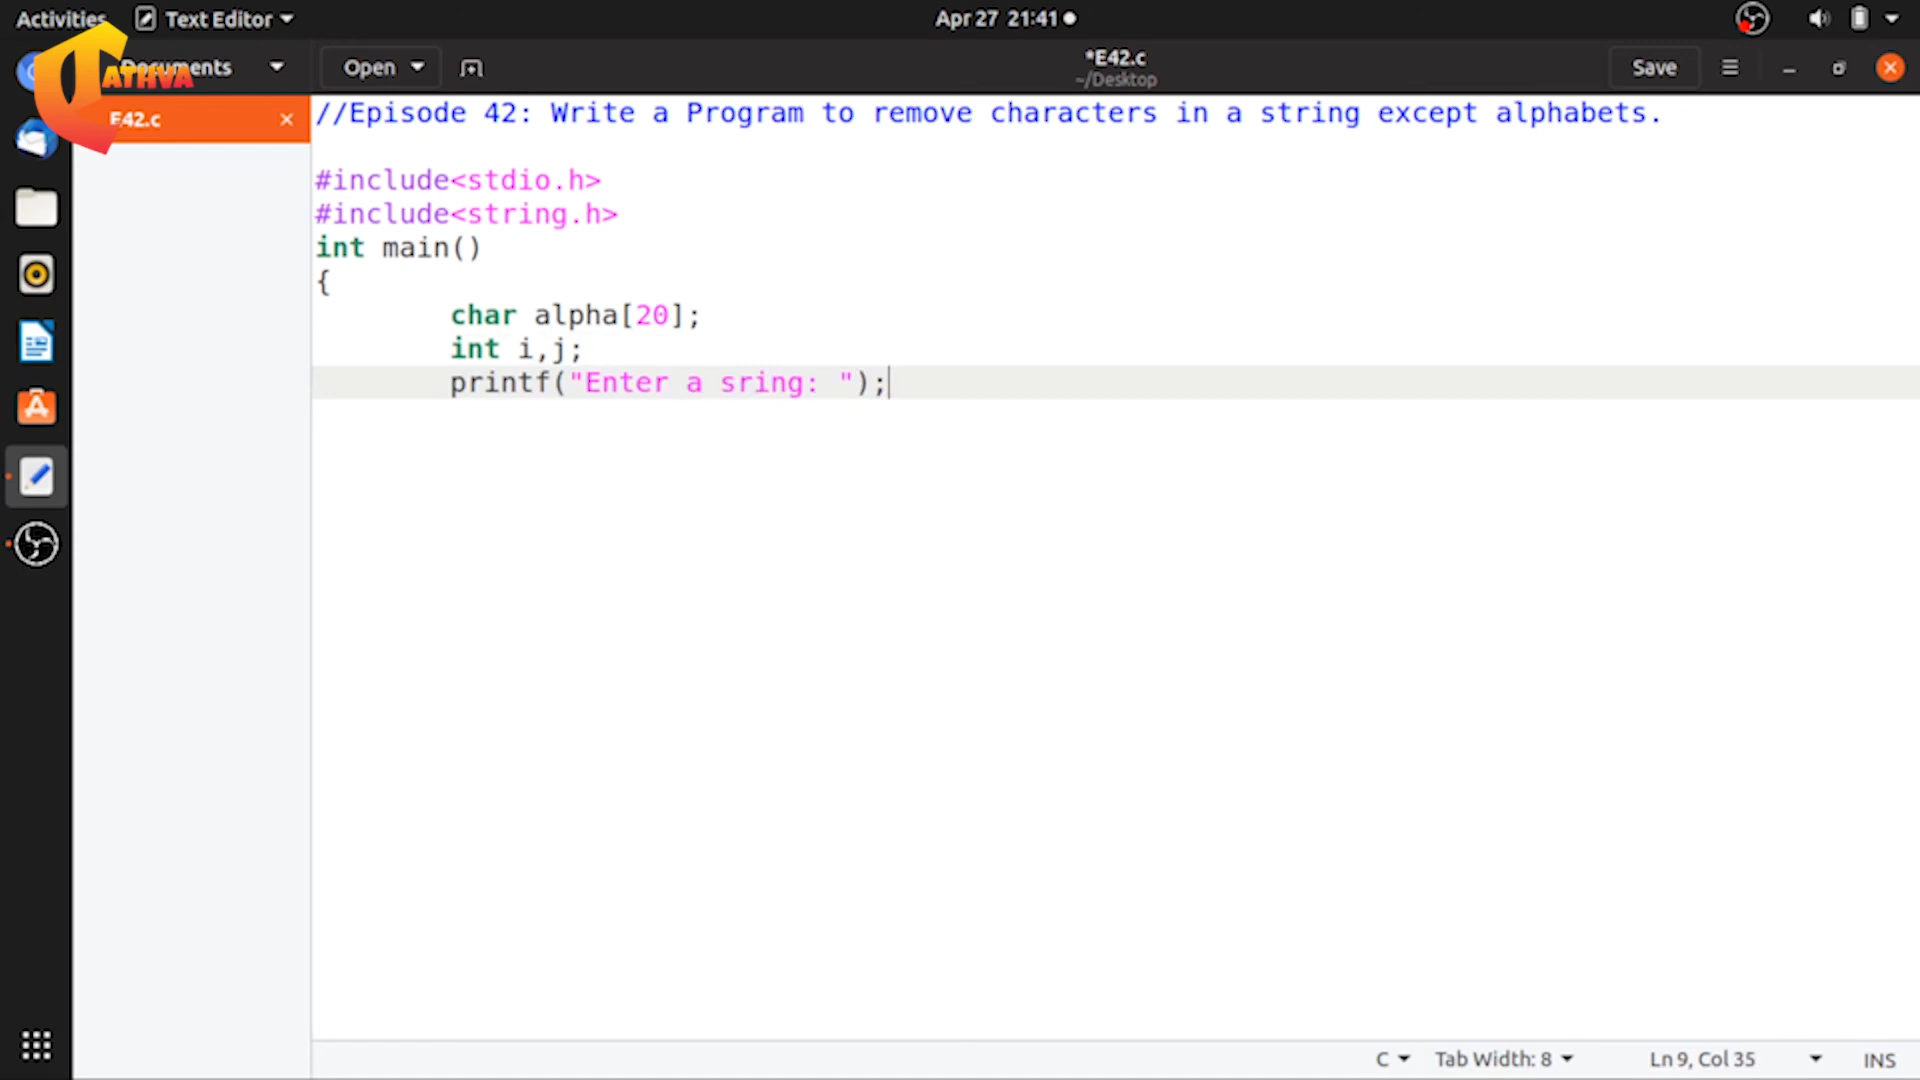 Activities Text Editor Apr 27 21:41
Documents Open *E42.c Save
~/Desktop
TATHVA
E42.c
//Episode 42: Write a Program to remove characters in a string except alphabets.
#include<stdio.h>
#include<string.h>
int main()
{
char alpha[20];
int i,j;
printf("Enter a sring: ");
C Tab Width: 8 Ln 9, Col 35 INS